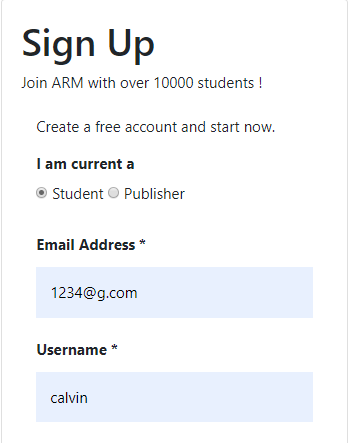 Sign Up
Join ARM with over 10000 students !
Create a free account and start now.
I am current a
Student Publisher
Email Address *
1234@g.com
Username *
calvin